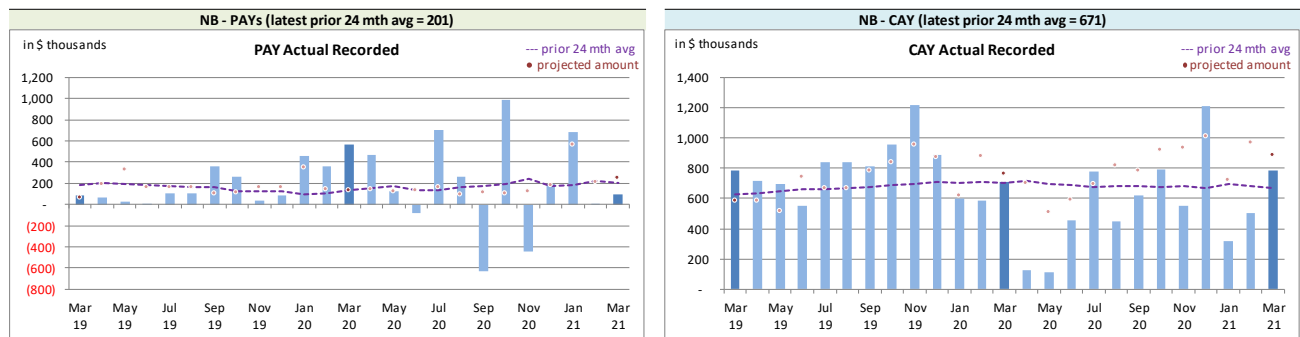 NB - PAYs (latest prior 24 mth avg = 201)
in $ thousands
PAY Actual Recorded
--- prior 24 mth avg
• projected amount
1,200
1,000
800
600
400
200
-
(200)
(400)
(600)
(800)
Mar May Jul Sep Nov Jan Mar May Jul Sep Nov Jan Mar
19 19 19 19 19 20 20 20 20 20 20 21 21
NB - CAY (latest prior 24 mth avg = 671)
in $ thousands
CAY Actual Recorded
--- prior 24 mth avg
• projected amount
1,400
1,200
1,000
800
600
400
200
-
Mar May Jul Sep Nov Jan Mar May Jul Sep Nov Jan Mar
19 19 19 19 19 20 20 20 20 20 20 21 21